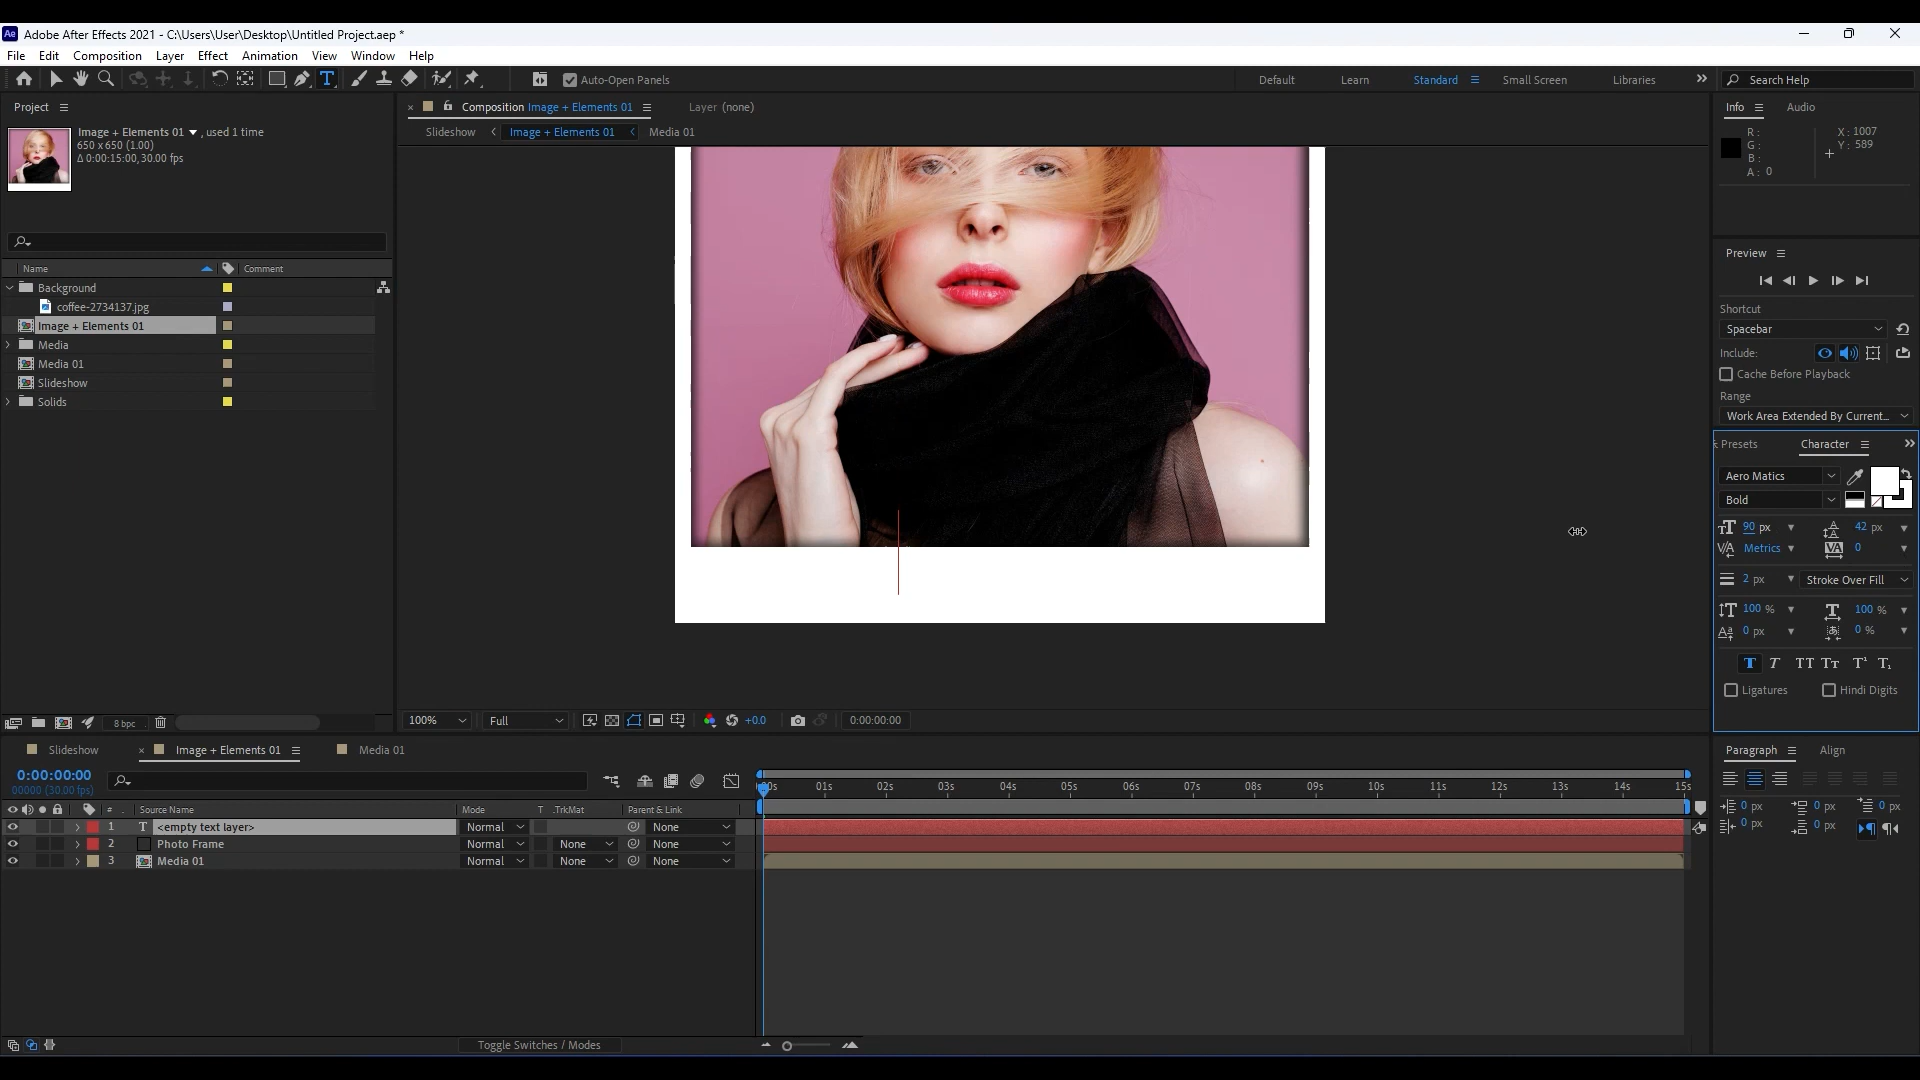 Adobe After Effects 2021 - C:\Users\User\Desktop\Untitled Project.aep *
File Edit Composition Layer Effect Animation View Window Help
Auto-Open Panels
Default Learn Standard Small Screen Libraries
Search Help
Project
Composition Image + Elements 01
Layer (none)
Slideshow Image + Elements 01 Media 01
Info Audio
Image + Elements 01 , used 1 time
650 x 650 (1.00)
Δ 0:00:15:00, 30.00 fps
R :
G :
B :
A : 0
X : 1007
Y : 589
Name Comment
Background
coffee-2734137.jpg
Image + Elements 01
Media
Media 01
Slideshow
Solids
Preview
Shortcut
Spacebar
Include:
Cache Before Playback
Range
Work Area Extended By Current...
Presets Character
Aero Matics
Bold
90 px 42 px
Metrics 0
2 px Stroke Over Fill
100 % 100 %
0 px 0 %
T T TT Tт T¹ T₁
Ligatures Hindi Digits
8 bpc
100% Full +0.0 0:00:00:00
Slideshow Image + Elements 01 Media 01
0:00:00:00
00000 (30.00 fps)
# Source Name Mode T .TrkMat Parent & Link
1 T <empty text layer> Normal None
2 Photo Frame Normal None None
3 Media 01 Normal None None
01s 02s 03s 04s 05s 06s 07s 08s 09s 10s 11s 12s 13s 14s 15s
Toggle Switches / Modes
Paragraph Align
0 px 0 px 0 px
0 px 0 px